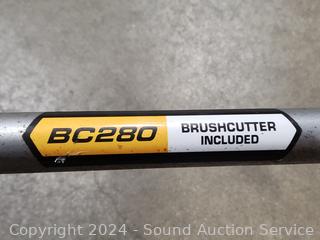 BC280
BRUSHCUTTER
INCLUDED
Copyright © 2024 - Sound Auction Service